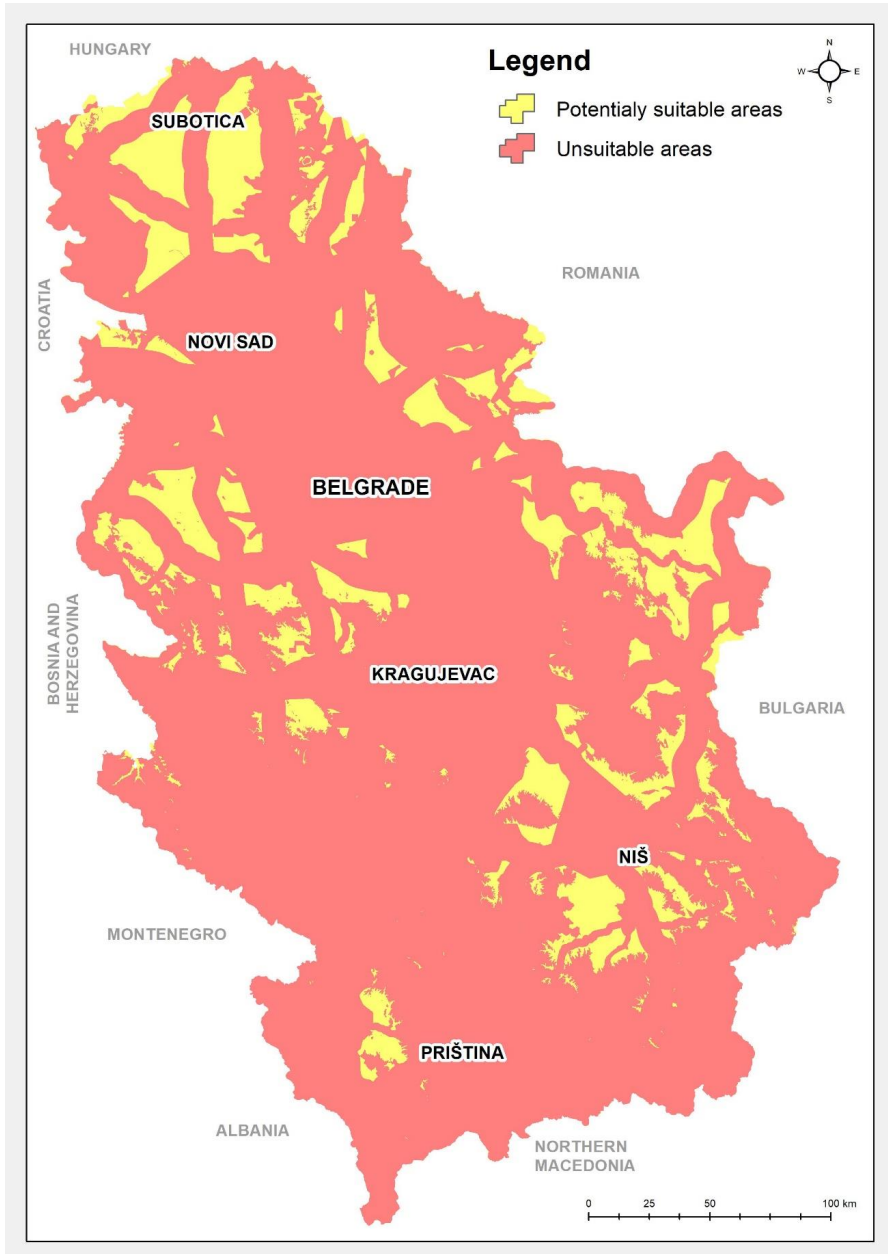 HUNGARY
Legend
N
W
E
S
Potentialy suitable areas
Unsuitable areas
SUBOTICA
ROMANIA
CROATIA
NOVI SAD
BELGRADE
BOSNIA AND
HERZEGOVINA
KRAGUJEVAC
BULGARIA
NIŠ
MONTENEGRO
PRIŠTINA
ALBANIA
NORTHERN
MACEDONIA
0 25 50 100 km